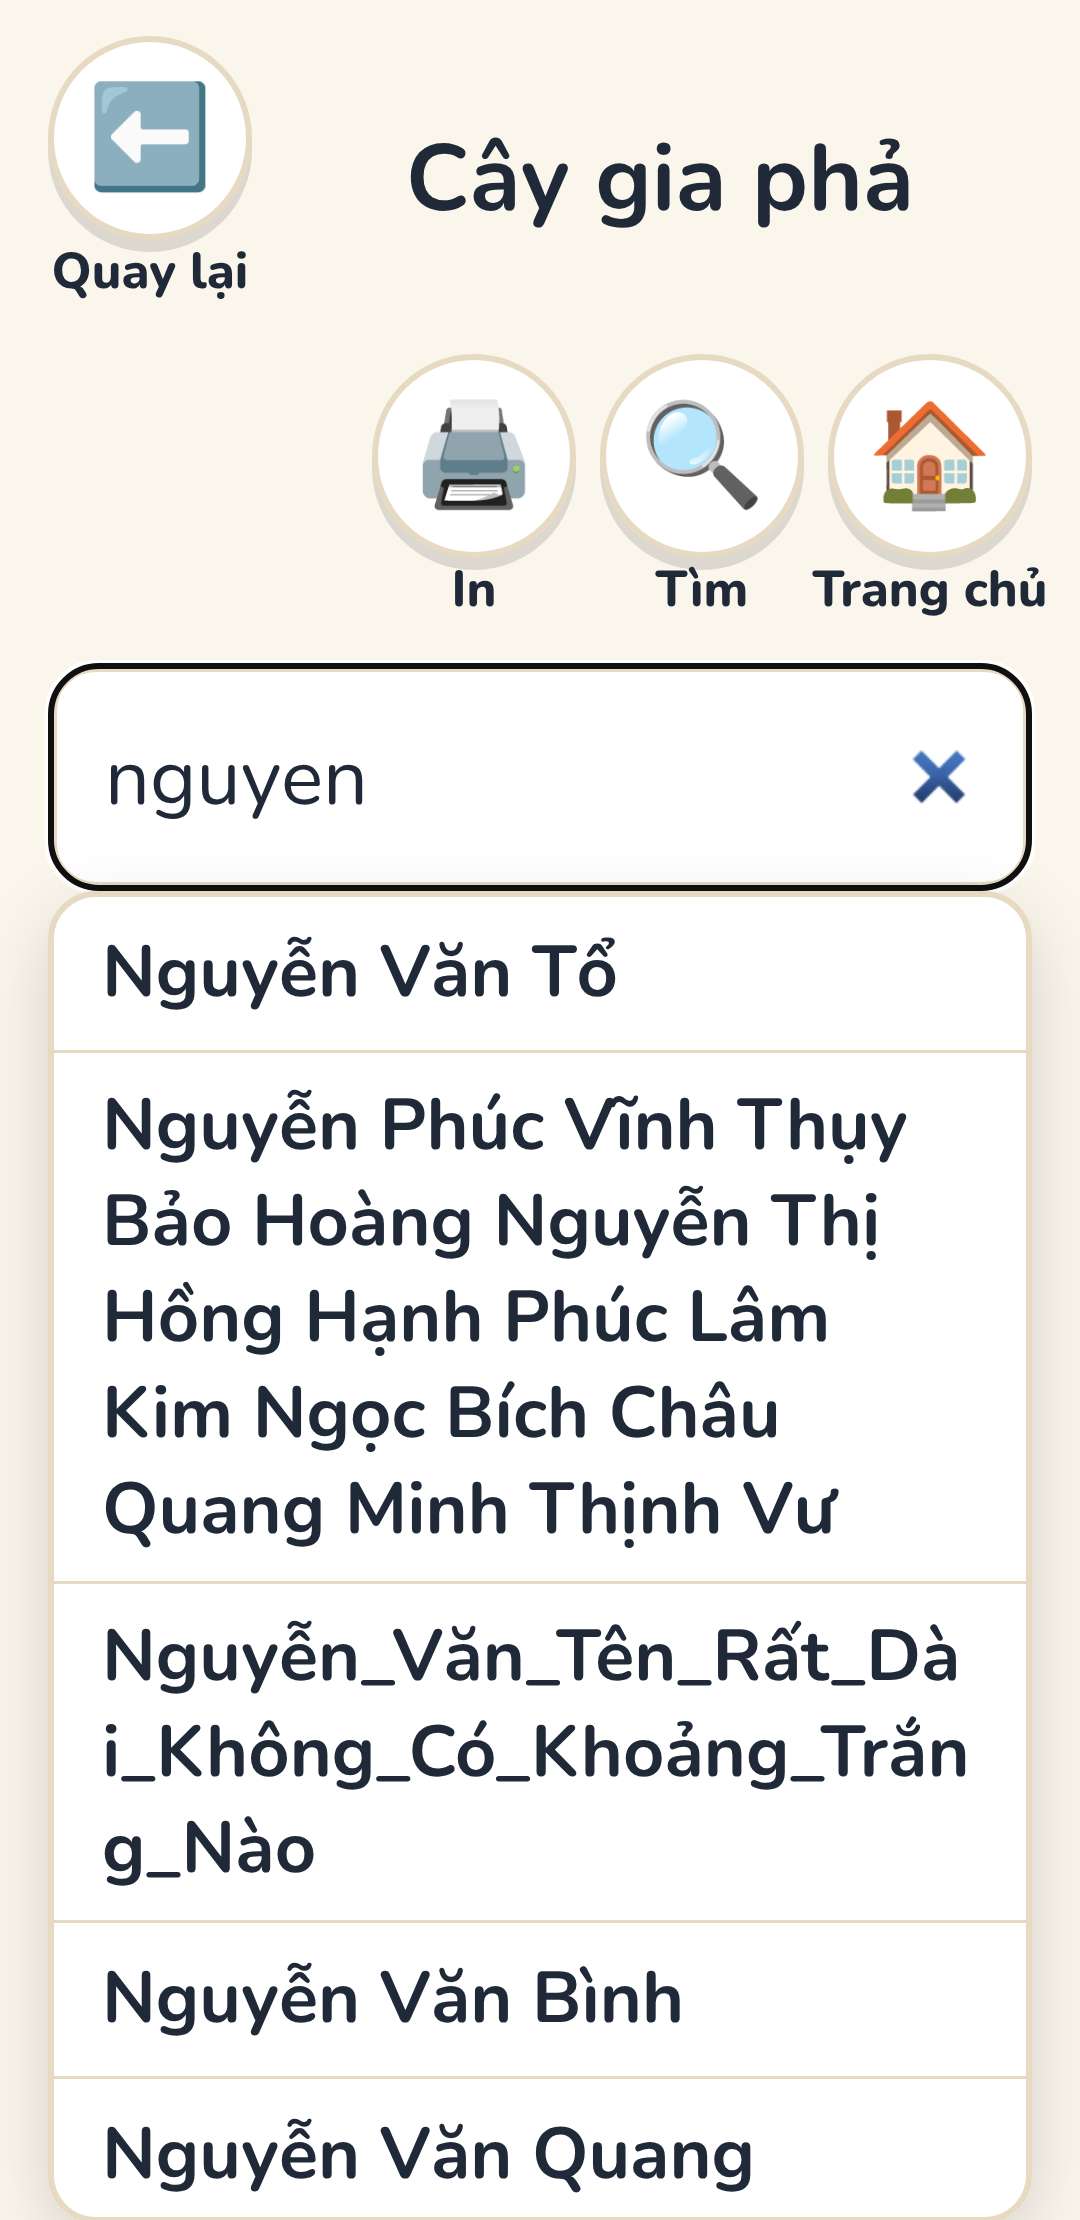 Cây gia phả
Quay lại
In
Tìm
Trang chủ
nguyen
Nguyễn Văn Tổ
Nguyễn Phúc Vĩnh Thụy
Bảo Hoàng Nguyễn Thị
Hồng Hạnh Phúc Lâm
Kim Ngọc Bích Châu
Quang Minh Thịnh Vư
Nguyễn_Văn_Tên_Rất_Dà
i_Không_Có_Khoảng_Trắn
g_Nào
Nguyễn Văn Bình
Nguyễn Văn Quang